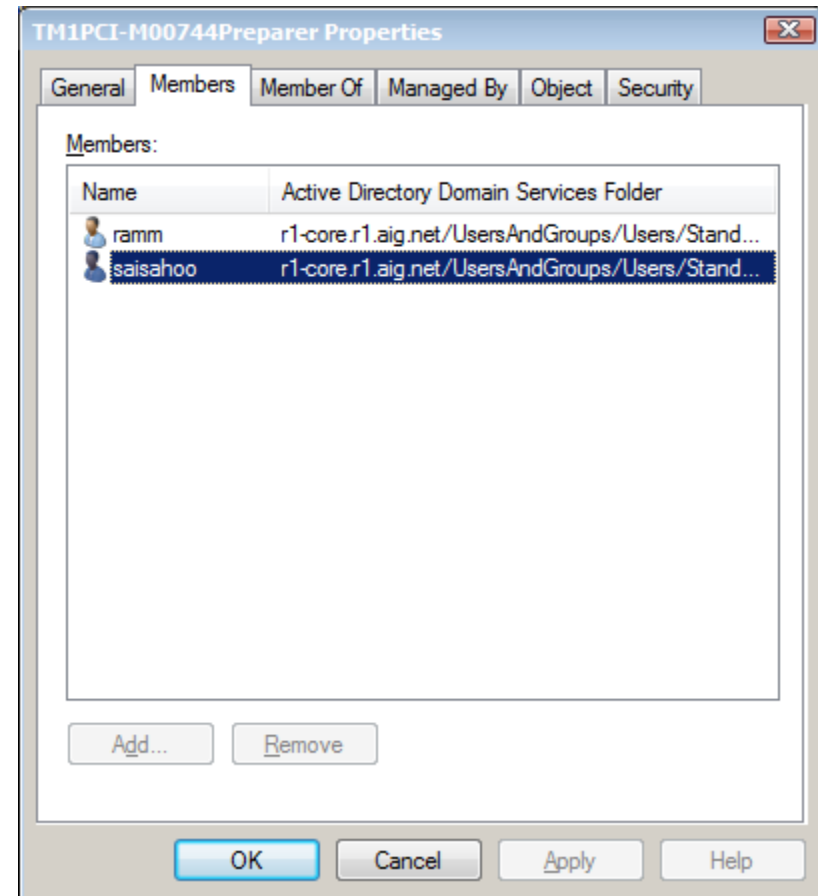 TM1PCI-M00744Preparer Properties
General Members Member Of Managed By Object Security
Members:
Name Active Directory Domain Services Folder
ramm r1-core.r1.aig.net/UsersAndGroups/Users/Stand...
saisahoo r1-core.r1.aig.net/UsersAndGroups/Users/Stand...
Add... Remove
OK Cancel Apply Help